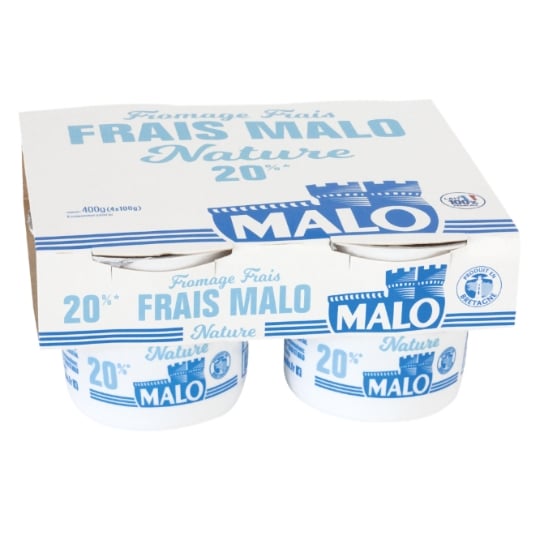 Fromage Frais
FRAIS MALO
Nature
20%*
400g (4x100g)
MALO
100%
Fromage Frais
20%* FRAIS MALO
Nature
MALO
PRODUIT EN
BRETAGNE
20%*
MALO
Nature
20%*
MALO